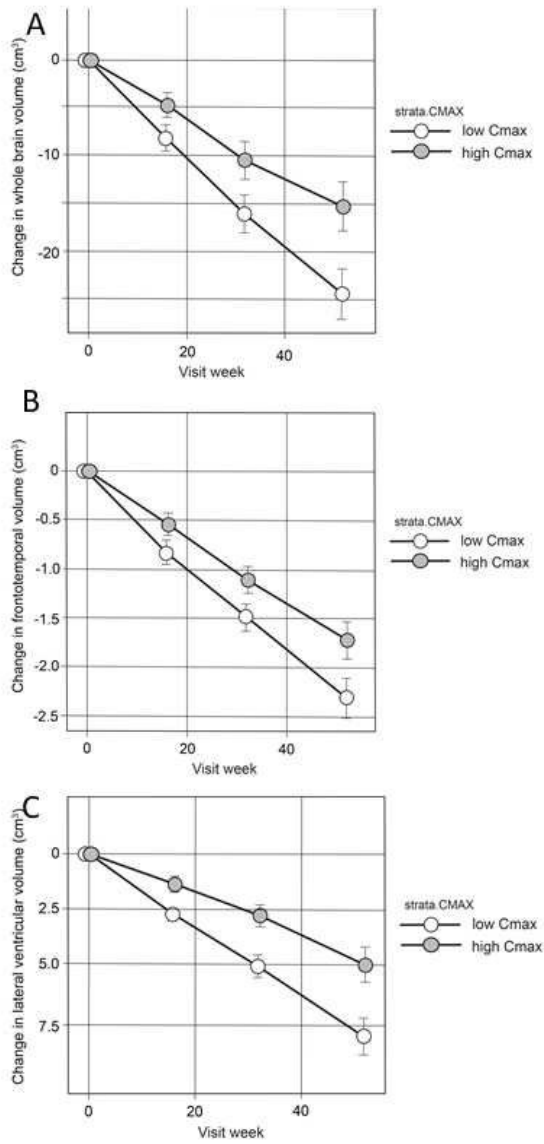 A
Change in whole brain volume (cm³)
0
-10
-20
0
20
40
Visit week
strata.CMAX
low Cmax
high Cmax
B
Change in frontotemporal volume (cm³)
0
-0.5
-1.0
-1.5
-2.0
-2.5
0
20
40
Visit week
strata.CMAX
low Cmax
high Cmax
C
Change in lateral ventricular volume (cm³)
0
2.5
5.0
7.5
0
20
40
Visit week
strata.CMAX
low Cmax
high Cmax